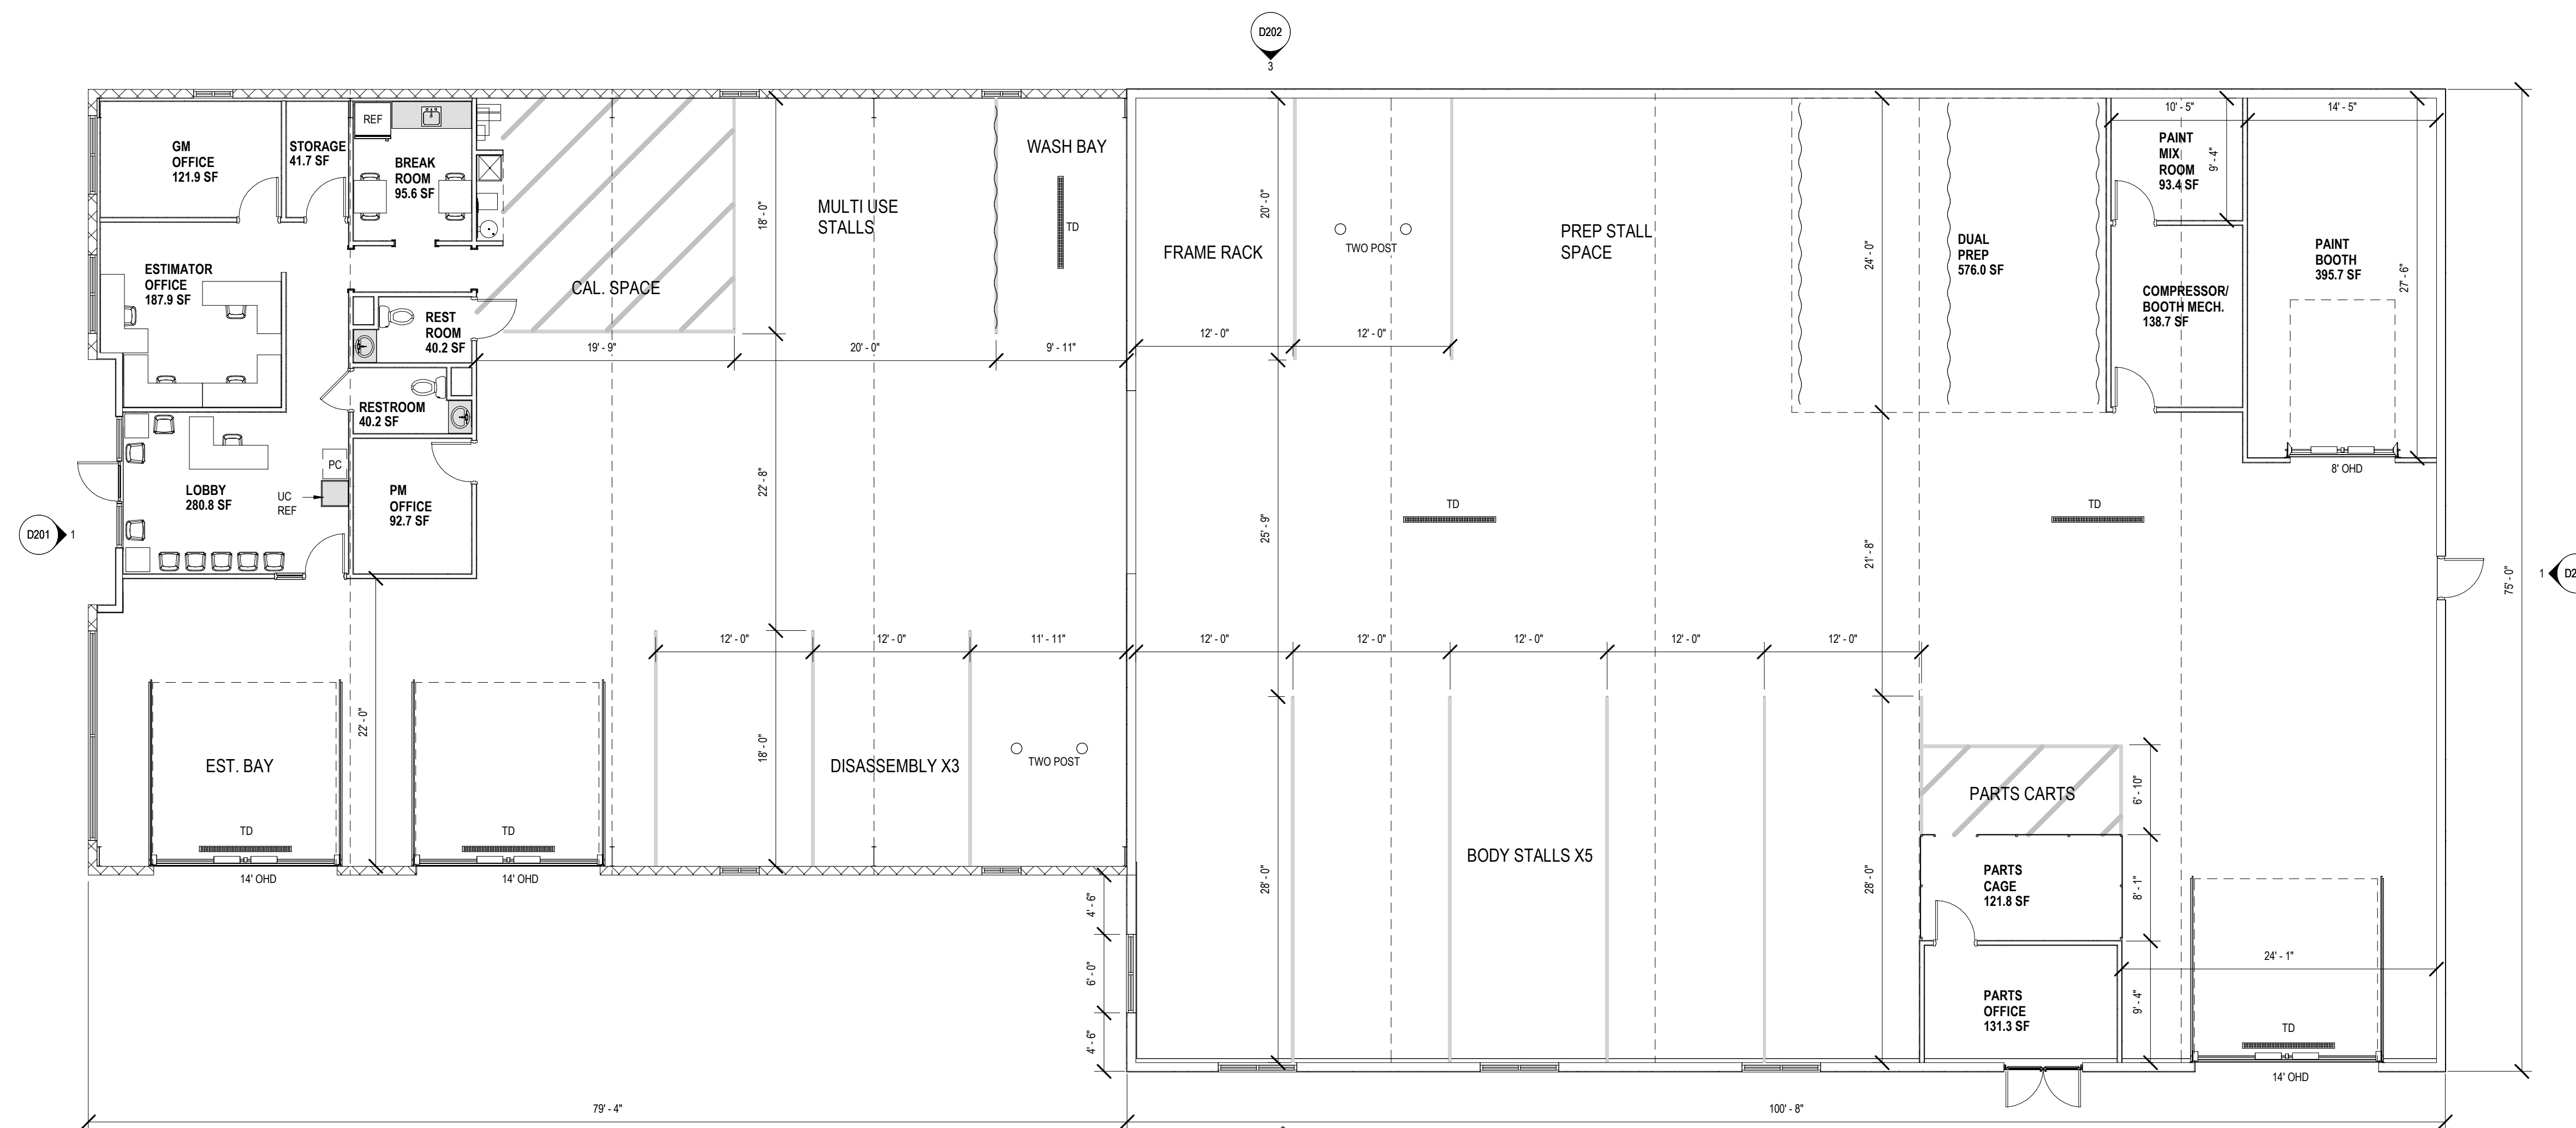 D202
3
GM
OFFICE
121.9 SF
STORAGE
41.7 SF
REF
BREAK
ROOM
95.6 SF
CAL. SPACE
18' - 0"
MULTI USE
STALLS
WASH BAY
TD
FRAME RACK
20' - 0"
TWO POST
PREP STALL
SPACE
24' - 0"
DUAL
PREP
576.0 SF
10' - 5"
PAINT
MIX
ROOM
93.4 SF
9' - 4"
14' - 5"
PAINT
BOOTH
395.7 SF
27' - 6"
COMPRESSOR/
BOOTH MECH.
138.7 SF
8' OHD
ESTIMATOR
OFFICE
187.9 SF
REST
ROOM
40.2 SF
19' - 9"
20' - 0"
9' - 11"
12' - 0"
12' - 0"
RESTROOM
40.2 SF
PC
LOBBY
280.8 SF
UC
REF
PM
OFFICE
92.7 SF
22' - 8"
25' - 9"
TD
21' - 8"
TD
D201
1
75' - 0"
1
D2
12' - 0"
12' - 0"
11' - 11"
12' - 0"
12' - 0"
12' - 0"
12' - 0"
12' - 0"
22' - 0"
EST. BAY
TD
14' OHD
TD
14' OHD
18' - 0"
DISASSEMBLY X3
TWO POST
BODY STALLS X5
28' - 0"
28' - 0"
PARTS CARTS
6' - 10"
PARTS
CAGE
121.8 SF
8' - 1"
PARTS
OFFICE
131.3 SF
9' - 4"
24' - 1"
TD
14' OHD
4' - 6"
6' - 0"
4' - 6"
79' - 4"
100' - 8"